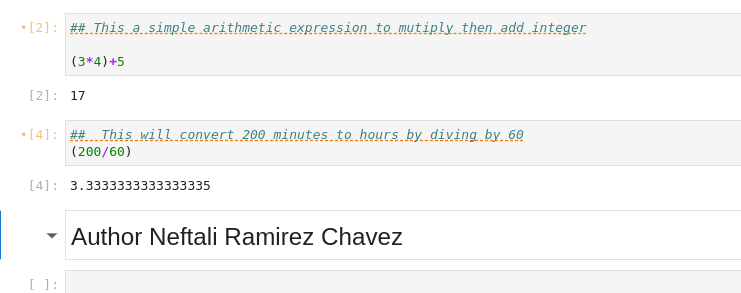 [2]: ## This a simple arithmetic expression to mutiply then add integer
(3*4)+5
[2]: 17
[4]: ## This will convert 200 minutes to hours by diving by 60
(200/60)
[4]: 3.3333333333333335
Author Neftali Ramirez Chavez
[ ]: